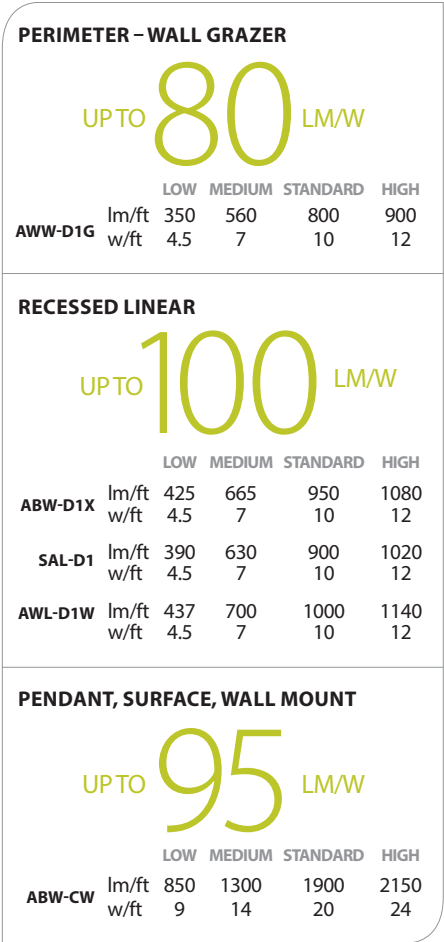 PERIMETER – WALL GRAZER
UP TO 80 LM/W
LOW MEDIUM STANDARD HIGH
AWW-D1G lm/ft 350 560 800 900
w/ft 4.5 7 10 12
RECESSED LINEAR
UP TO 100 LM/W
LOW MEDIUM STANDARD HIGH
ABW-D1X lm/ft 425 665 950 1080
w/ft 4.5 7 10 12
SAL-D1 lm/ft 390 630 900 1020
w/ft 4.5 7 10 12
AWL-D1W lm/ft 437 700 1000 1140
w/ft 4.5 7 10 12
PENDANT, SURFACE, WALL MOUNT
UP TO 95 LM/W
LOW MEDIUM STANDARD HIGH
ABW-CW lm/ft 850 1300 1900 2150
w/ft 9 14 20 24